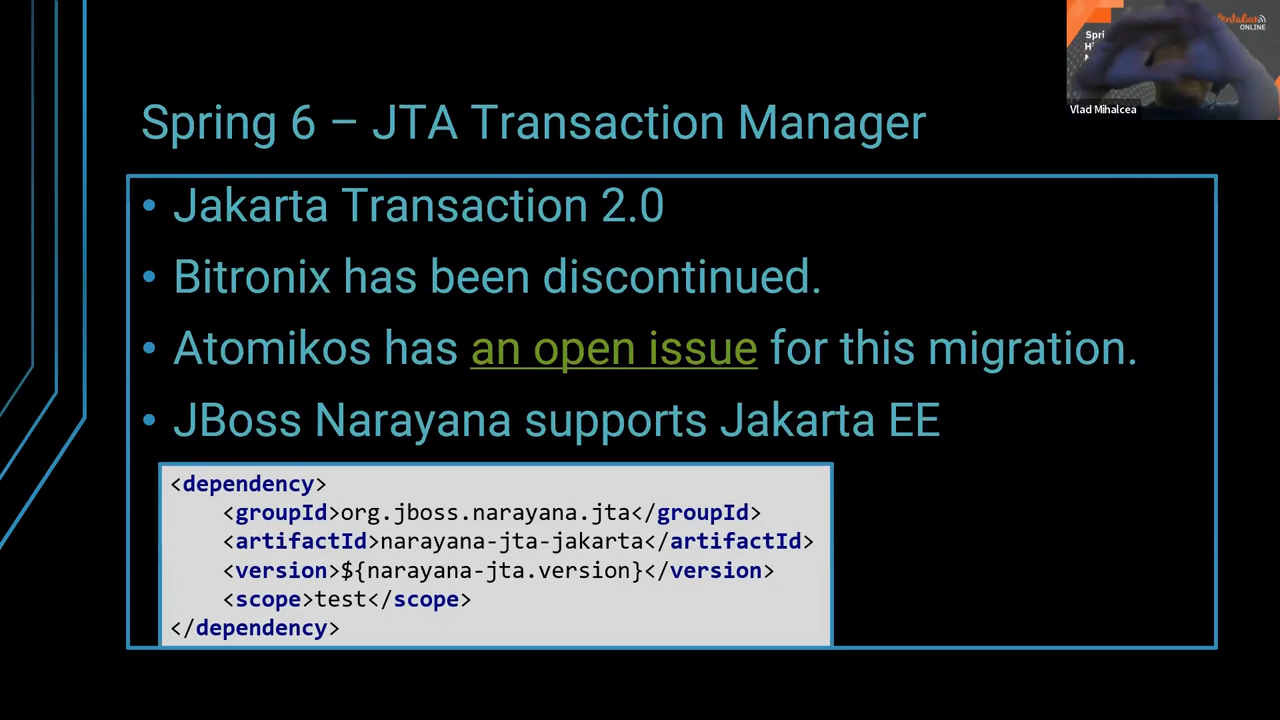 Spri
ONLINE
Vlad Mihalcea
Spring 6 – JTA Transaction Manager
• Jakarta Transaction 2.0
• Bitronix has been discontinued.
• Atomikos has an open issue for this migration.
• JBoss Narayana supports Jakarta EE
<dependency>
<groupId>org.jboss.narayana.jta</groupId>
<artifactId>narayana-jta-jakarta</artifactId>
<version>${narayana-jta.version}</version>
<scope>test</scope>
</dependency>